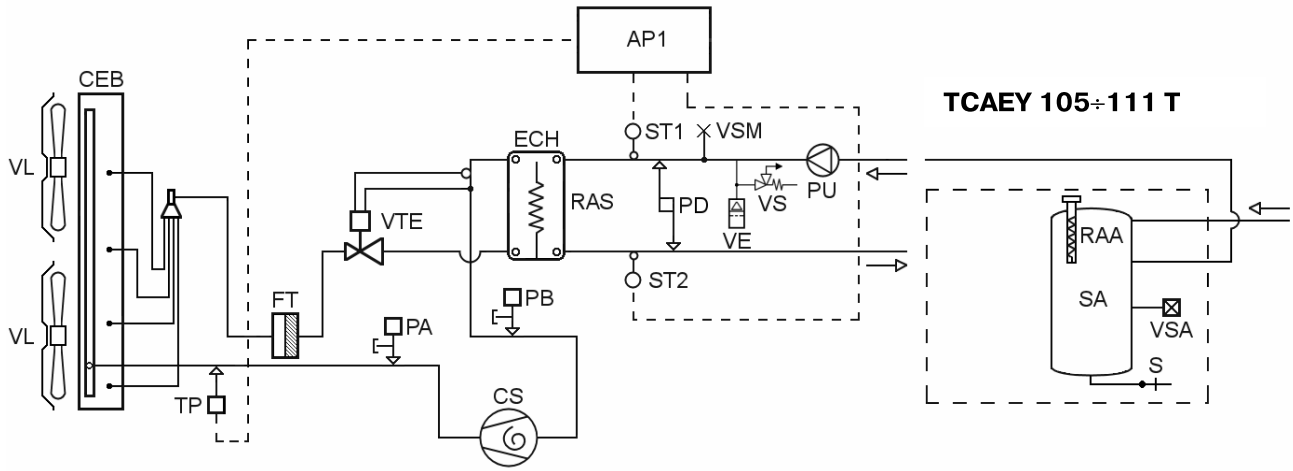 AP1
CEB
TCAEY 105÷111 T
ST1
VSM
ECH
VL
PU
RAS
PD
VS
VTE
VE
RAA
ST2
SA
FT
PB
PA
VL
VSA
S
TP
CS